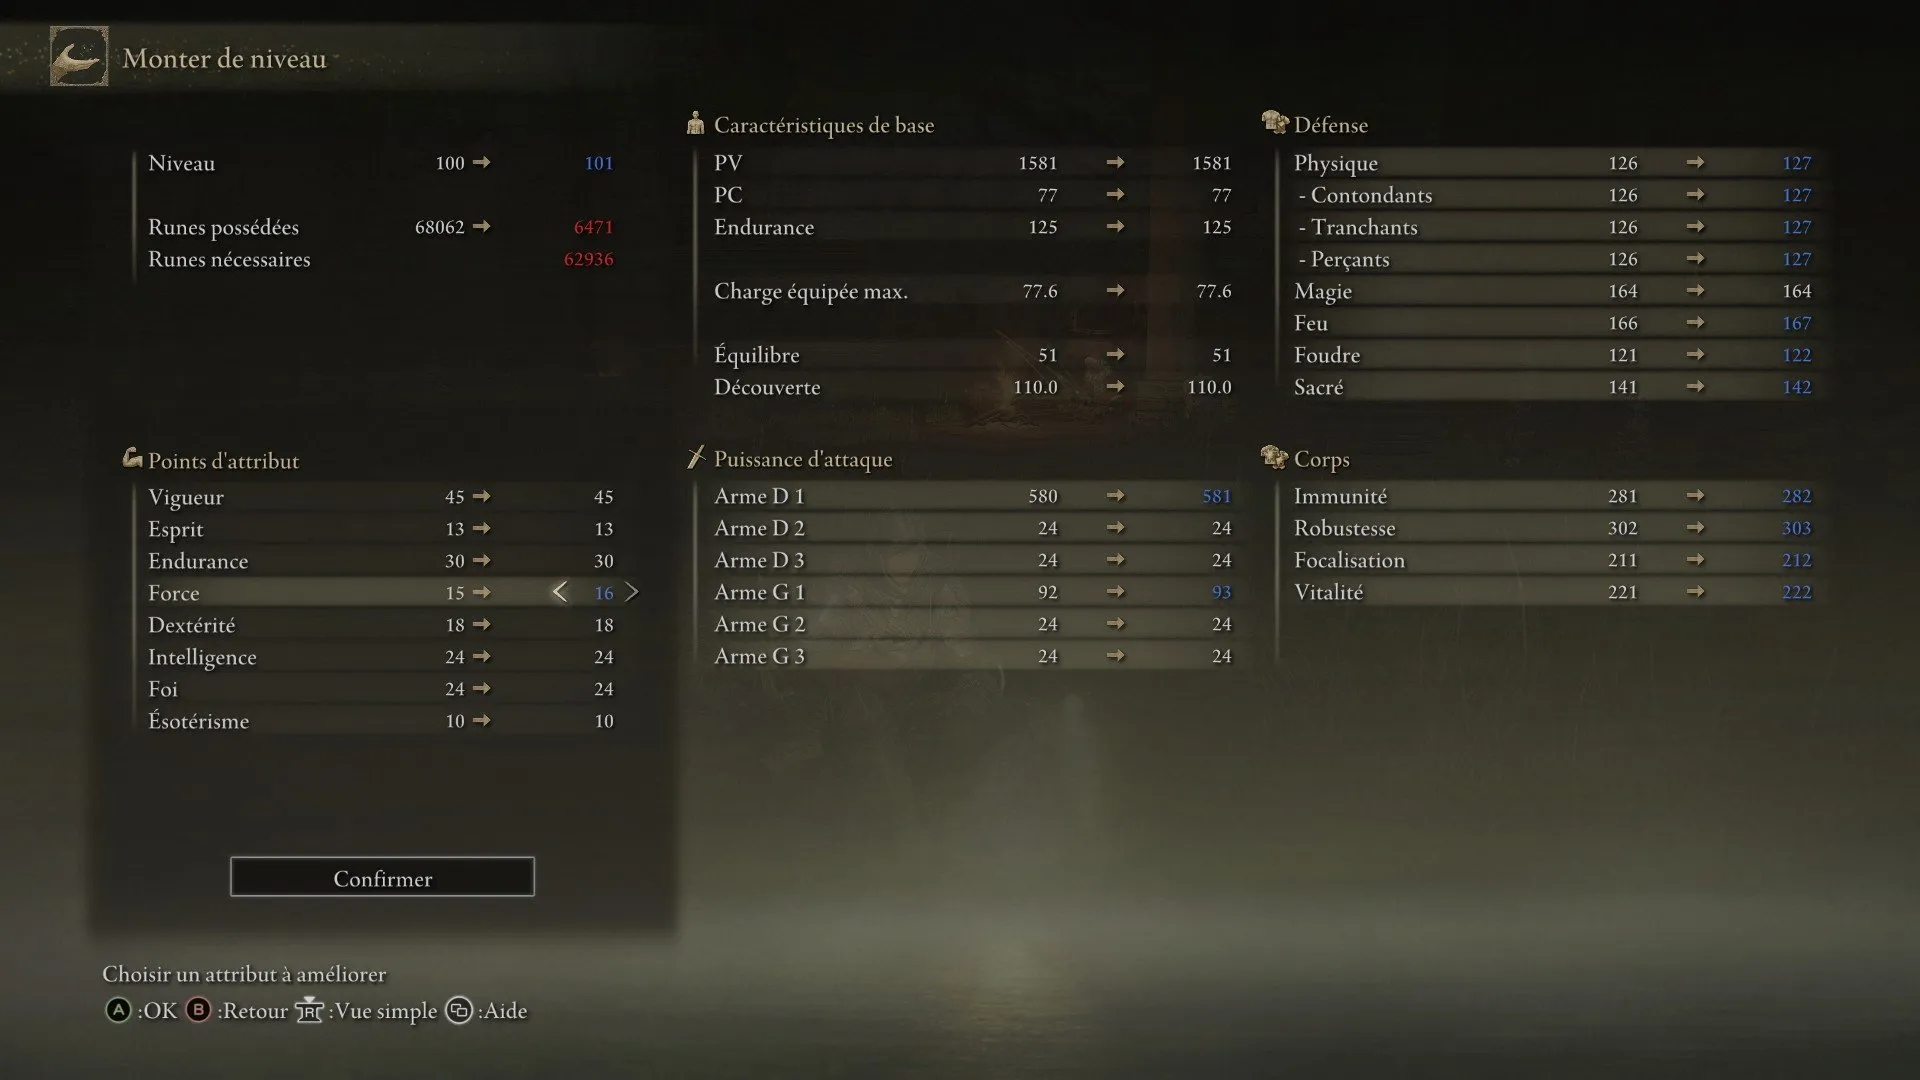 Monter de niveau
Niveau 100 → 101
Runes possédées 68062 → 6471
Runes nécessaires 62936
Points d'attribut
Vigueur 45 → 45
Esprit 13 → 13
Endurance 30 → 30
Force 15 → < 16 >
Dextérité 18 → 18
Intelligence 24 → 24
Foi 24 → 24
Ésotérisme 10 → 10
Confirmer
Caractéristiques de base
PV 1581 → 1581
PC 77 → 77
Endurance 125 → 125
Charge équipée max. 77.6 → 77.6
Équilibre 51 → 51
Découverte 110.0 → 110.0
Puissance d'attaque
Arme D 1 580 → 581
Arme D 2 24 → 24
Arme D 3 24 → 24
Arme G 1 92 → 93
Arme G 2 24 → 24
Arme G 3 24 → 24
Défense
Physique 126 → 127
- Contondants 126 → 127
- Tranchants 126 → 127
- Perçants 126 → 127
Magie 164 → 164
Feu 166 → 167
Foudre 121 → 122
Sacré 141 → 142
Corps
Immunité 281 → 282
Robustesse 302 → 303
Focalisation 211 → 212
Vitalité 221 → 222
Choisir un attribut à améliorer
A :OK B :Retour R :Vue simple :Aide